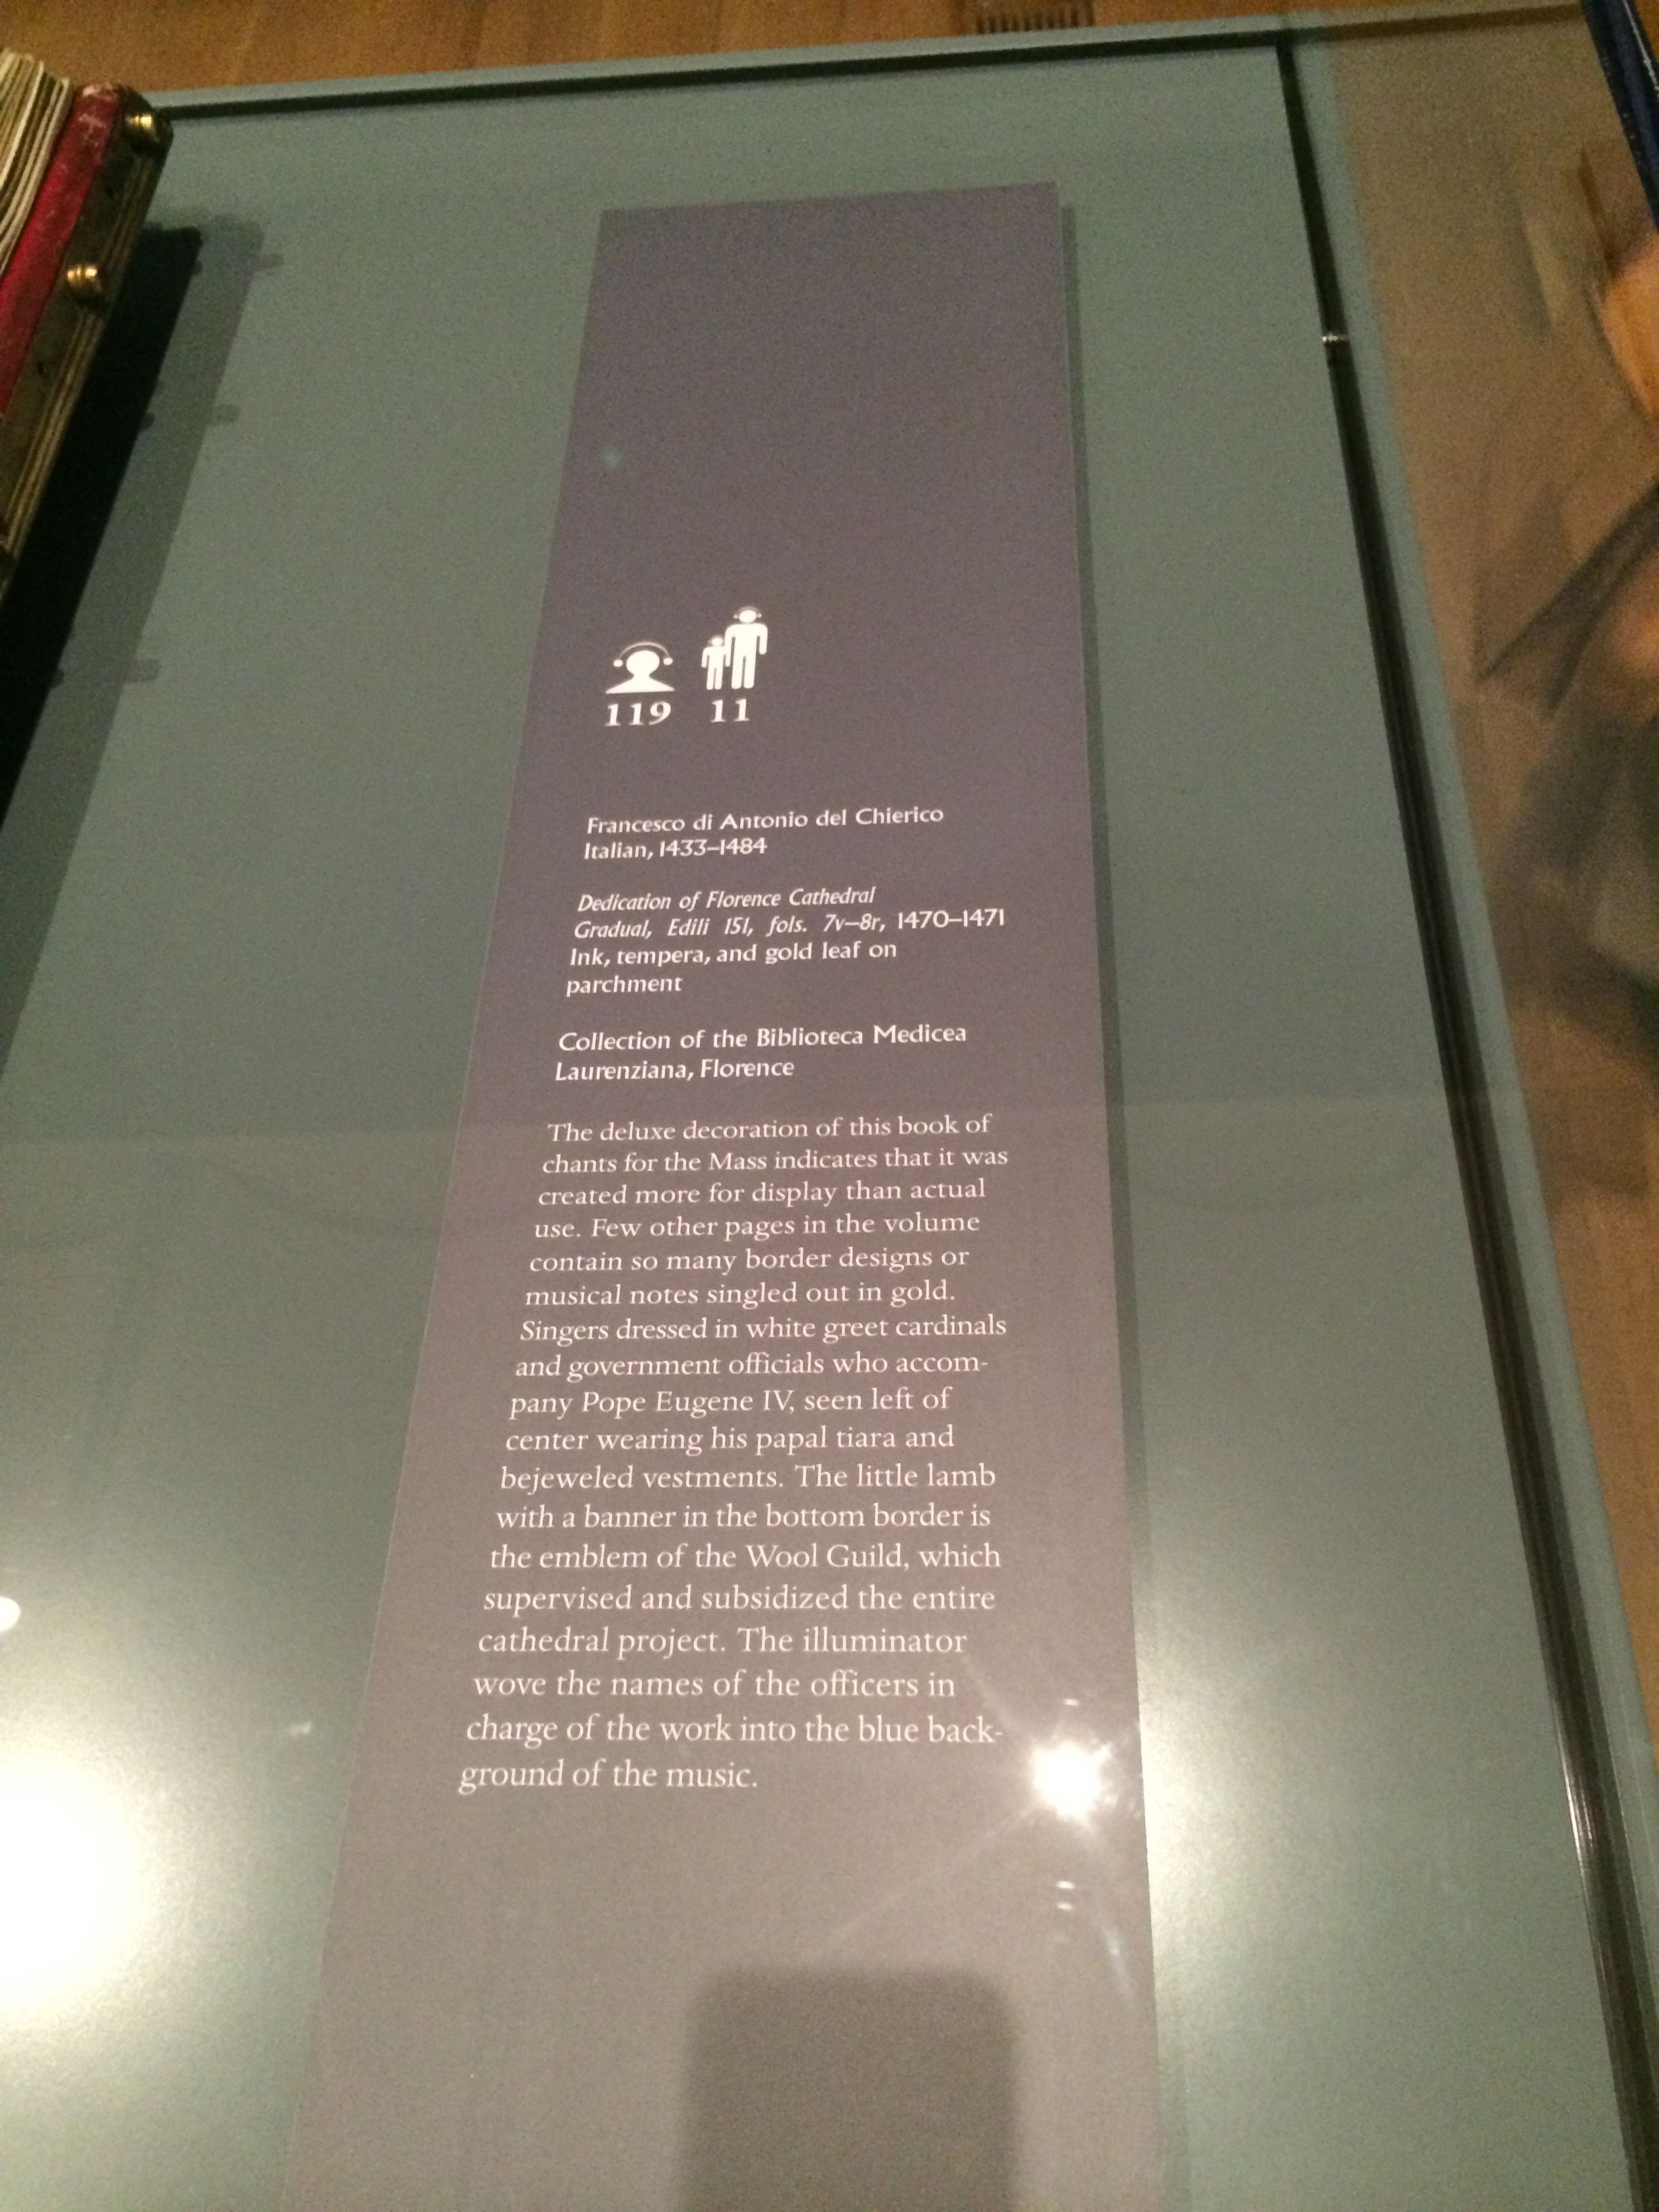 119 11
Francesco di Antonio del Chierico
Italian, 1433–1484
Dedication of Florence Cathedral
Gradual, Edili 151, fols. 7v–8r, 1470–1471
Ink, tempera, and gold leaf on
parchment
Collection of the Biblioteca Medicea
Laurenziana, Florence
The deluxe decoration of this book of
chants for the Mass indicates that it was
created more for display than actual
use. Few other pages in the volume
contain so many border designs or
musical notes singled out in gold.
Singers dressed in white greet cardinals
and government officials who accom-
pany Pope Eugene IV, seen left of
center wearing his papal tiara and
bejeweled vestments. The little lamb
with a banner in the bottom border is
the emblem of the Wool Guild, which
supervised and subsidized the entire
cathedral project. The illuminator
wove the names of the officers in
charge of the work into the blue back-
ground of the music.